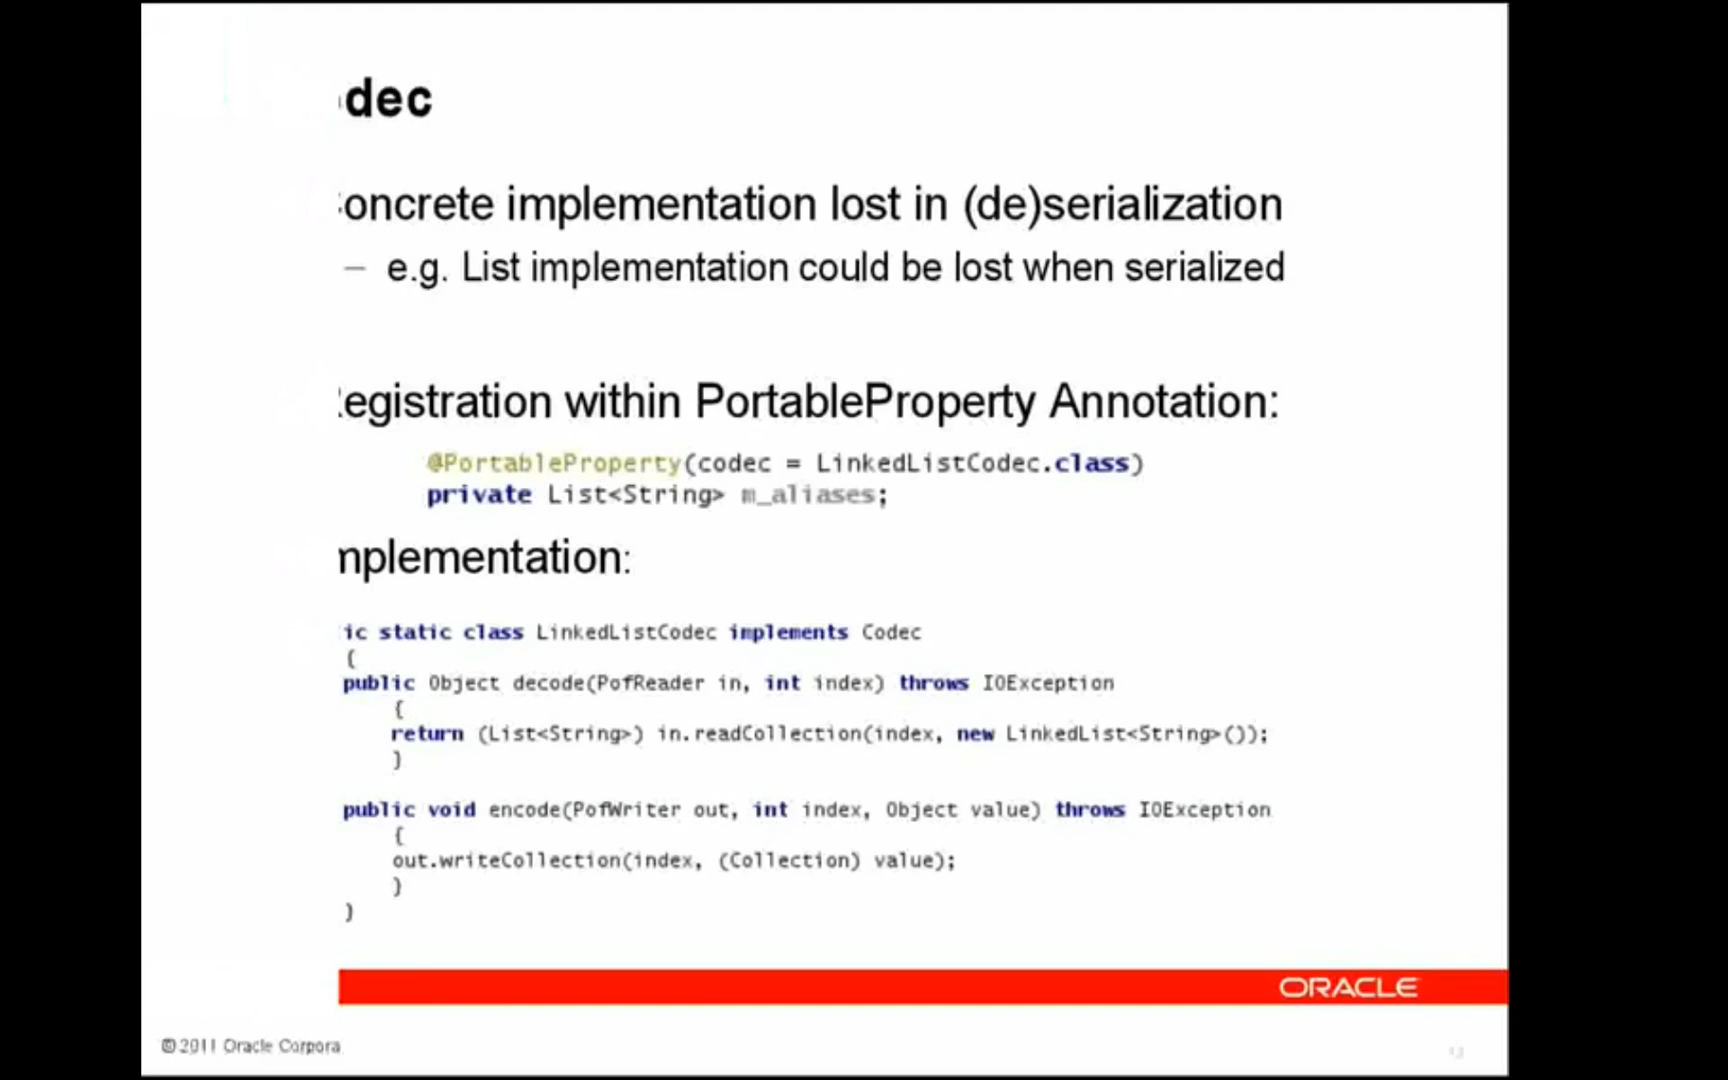 dec
oncrete implementation lost in (de)serialization
– e.g. List implementation could be lost when serialized
egistration within PortableProperty Annotation:
@PortableProperty(codec = LinkedListCodec.class)
private List<String> m_aliases;
mplementation:
ic static class LinkedListCodec implements Codec
{
public Object decode(PofReader in, int index) throws IOException
{
return (List<String>) in.readCollection(index, new LinkedList<String>());
}
public void encode(PofWriter out, int index, Object value) throws IOException
{
out.writeCollection(index, (Collection) value);
}
}
ORACLE
© 2011 Oracle Corpora